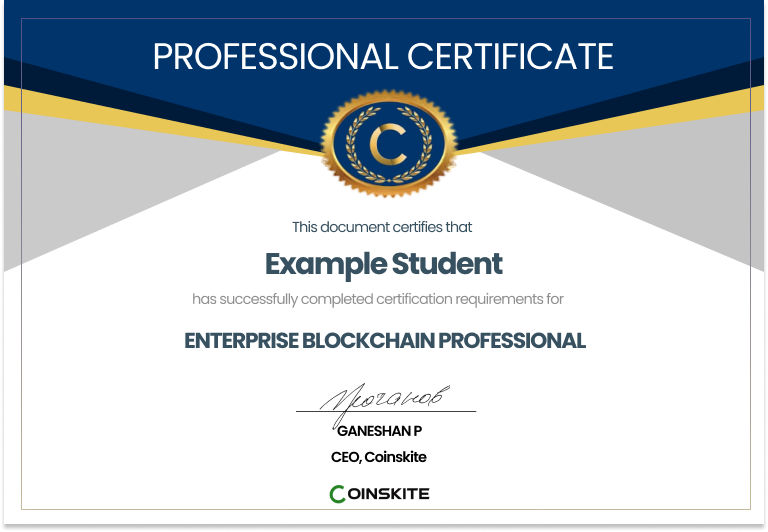 PROFESSIONAL CERTIFICATE
C
This document certifies that
Example Student
has successfully completed certification requirements for
ENTERPRISE BLOCKCHAIN PROFESSIONAL
GANESHAN P
CEO, Coinskite
COINSKITE